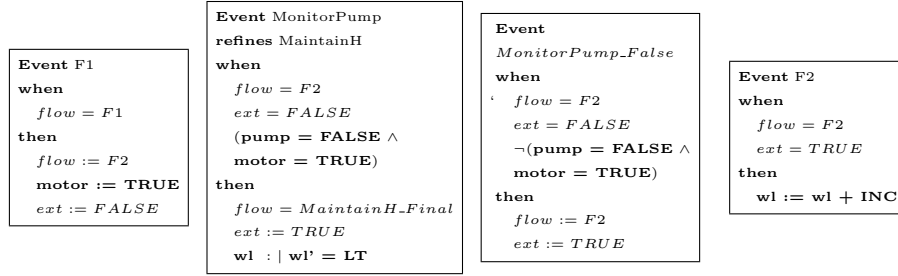 Event F1
when
flow = F1
then
flow := F2
motor := TRUE
ext := FALSE
Event MonitorPump
refines MaintainH
when
flow = F2
ext = FALSE
(pump = FALSE ∧
motor = TRUE)
then
flow = MaintainH_Final
ext := TRUE
wl : | wl' = LT
Event
MonitorPump_False
when
‘ flow = F2
ext = FALSE
¬(pump = FALSE ∧
motor = TRUE)
then
flow := F2
ext := TRUE
Event F2
when
flow = F2
ext = TRUE
then
wl := wl + INC